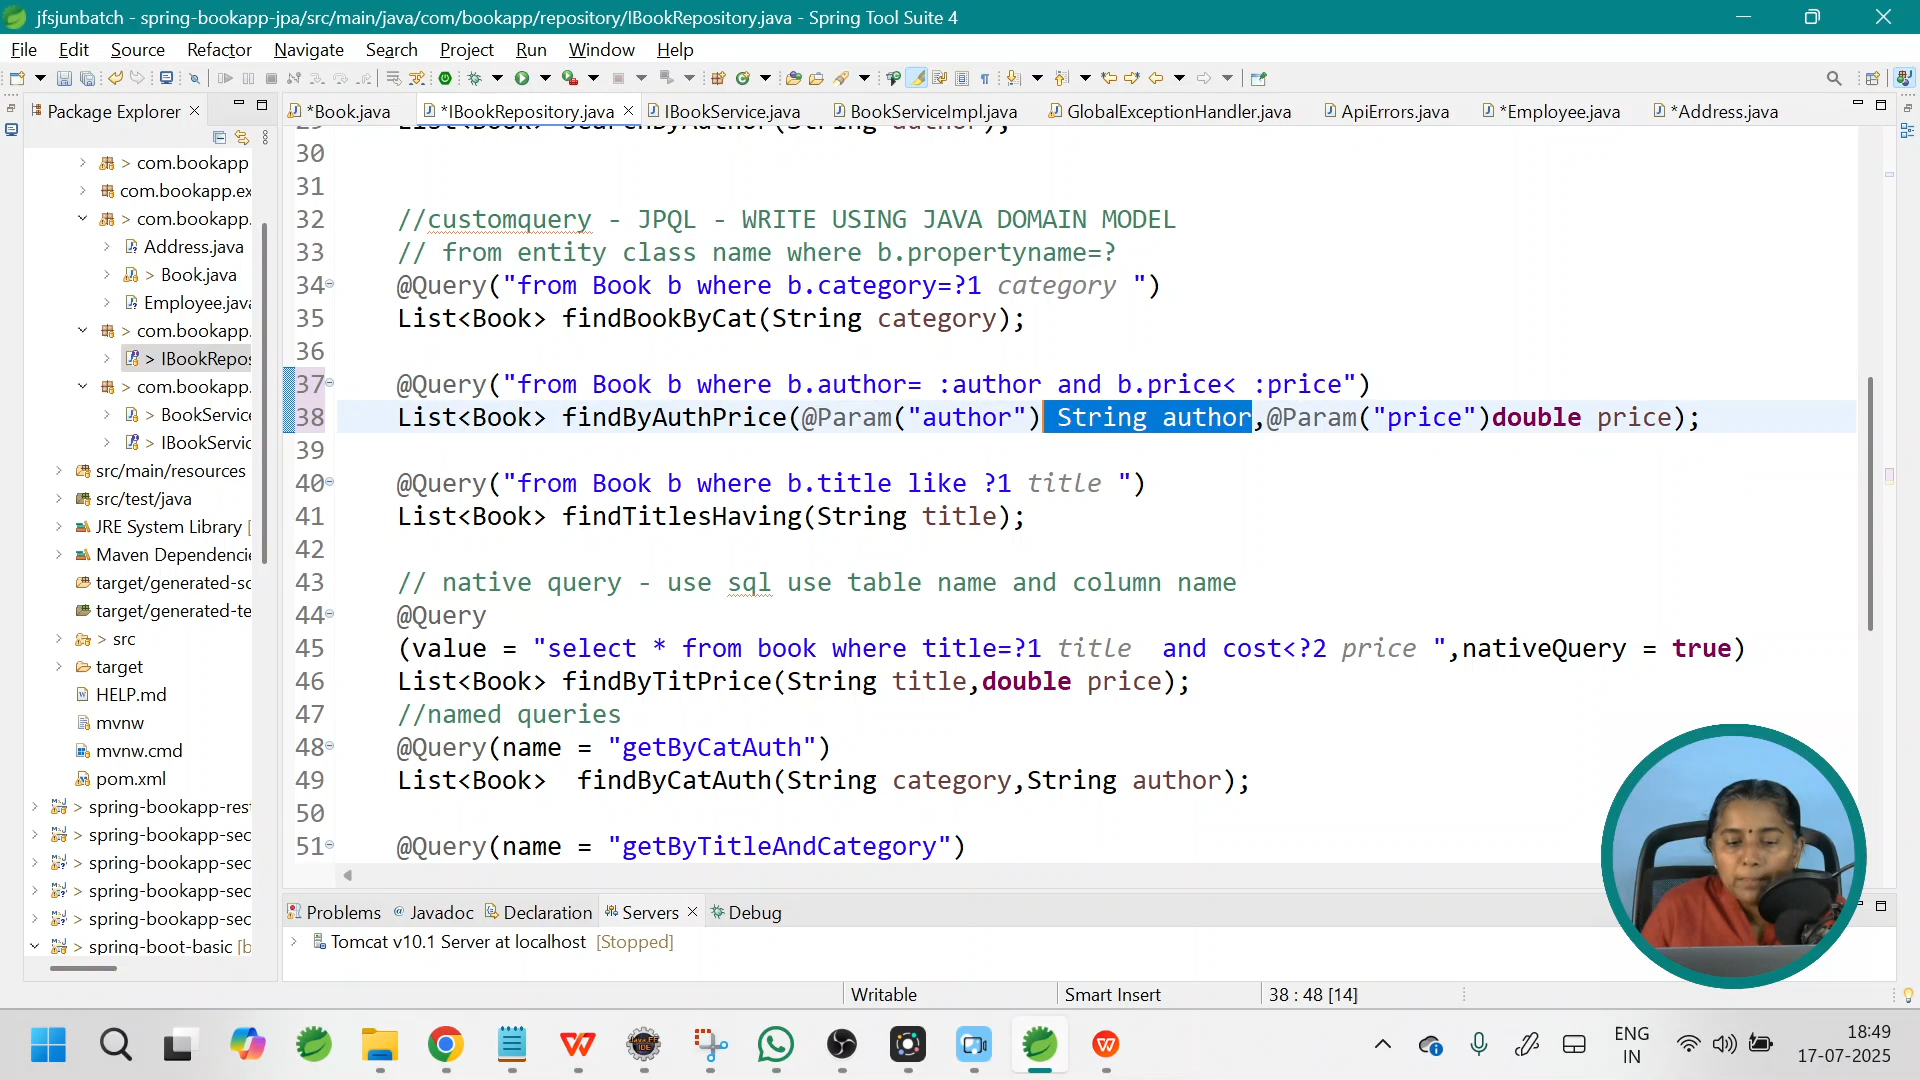 jfsjunbatch - spring-bookapp-jpa/src/main/java/com/bookapp/repository/IBookRepository.java - Spring Tool Suite 4
File Edit Source Refactor Navigate Search Project Run Window Help
Package Explorer
*Book.java *IBookRepository.java IBookService.java BookServiceImpl.java GlobalExceptionHandler.java ApiErrors.java *Employee.java *Address.java
> com.bookapp
com.bookapp.ex
> com.bookapp.
Address.java
> Book.java
Employee.java
> com.bookapp.
> IBookRepos
> com.bookapp.
> BookService
> IBookServic
src/main/resources
src/test/java
JRE System Library [
Maven Dependencie
target/generated-so
target/generated-te
> src
target
HELP.md
mvnw
mvnw.cmd
pom.xml
> spring-bookapp-rest
> spring-bookapp-sec
> spring-bookapp-sec
> spring-bookapp-sec
> spring-bookapp-sec
> spring-boot-basic [b
29 List<Book> searchByAuthor(String author);
30
31
32 //customquery - JPQL - WRITE USING JAVA DOMAIN MODEL
33 // from entity class name where b.propertyname=?
34 @Query("from Book b where b.category=?1 category ")
35 List<Book> findBookByCat(String category);
36
37 @Query("from Book b where b.author= :author and b.price< :price")
38 List<Book> findByAuthPrice(@Param("author") String author,@Param("price")double price);
39
40 @Query("from Book b where b.title like ?1 title ")
41 List<Book> findTitlesHaving(String title);
42
43 // native query - use sql use table name and column name
44 @Query
45 (value = "select * from book where title=?1 title  and cost<?2 price ",nativeQuery = true)
46 List<Book> findByTitPrice(String title,double price);
47 //named queries
48 @Query(name = "getByCatAuth")
49 List<Book>  findByCatAuth(String category,String author);
50
51 @Query(name = "getByTitleAndCategory")
Problems Javadoc Declaration Servers Debug
Tomcat v10.1 Server at localhost [Stopped]
Writable Smart Insert 38 : 48 [14]
ENG
IN
18:49
17-07-2025